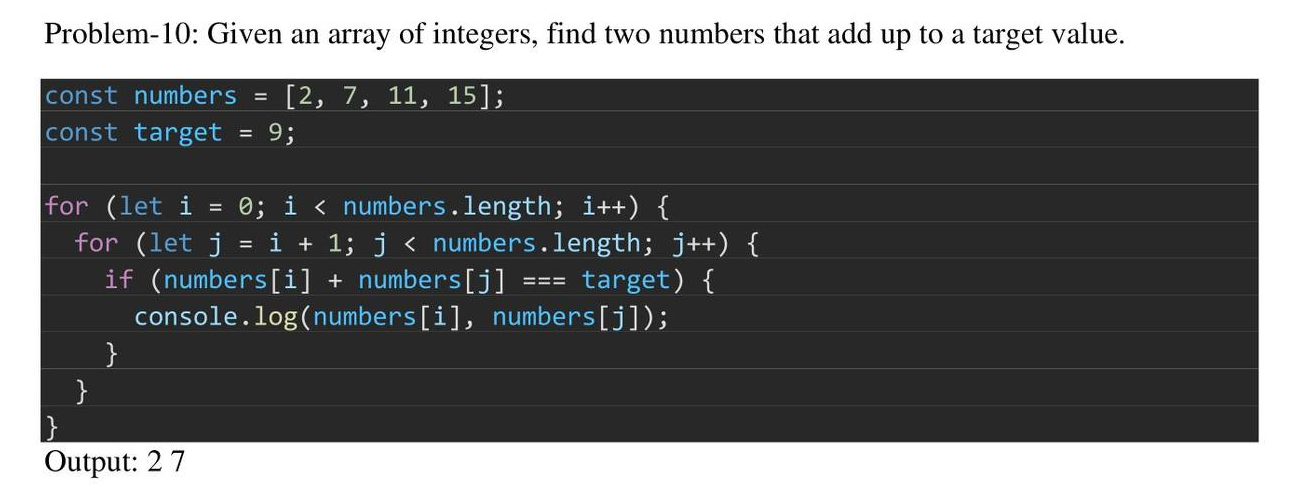 Problem-10: Given an array of integers, find two numbers that add up to a target value.
const numbers = [2, 7, 11, 15];
const target = 9;
for (let i = 0; i < numbers.length; i++) {
  for (let j = i + 1; j < numbers.length; j++) {
    if (numbers[i] + numbers[j] === target) {
      console.log(numbers[i], numbers[j]);
    }
  }
}
Output: 2 7